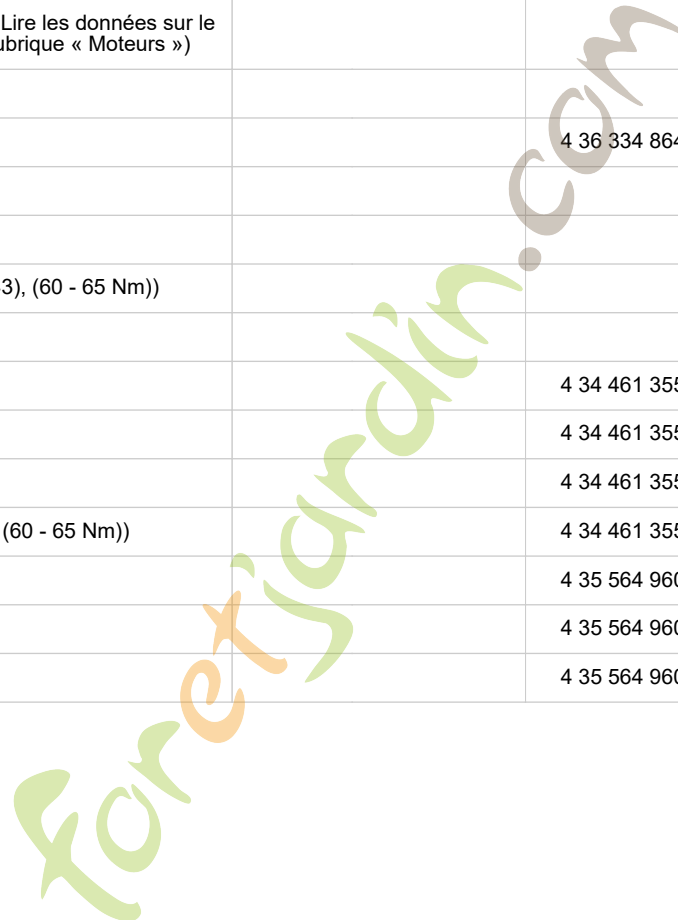 Lire les données sur le
ubrique « Moteurs »)
4 36 334 864
3), (60 - 65 Nm))
4 34 461 355
4 34 461 355
4 34 461 355
(60 - 65 Nm)) 4 34 461 355
4 35 564 960
4 35 564 960
4 35 564 960
foretjardin.com